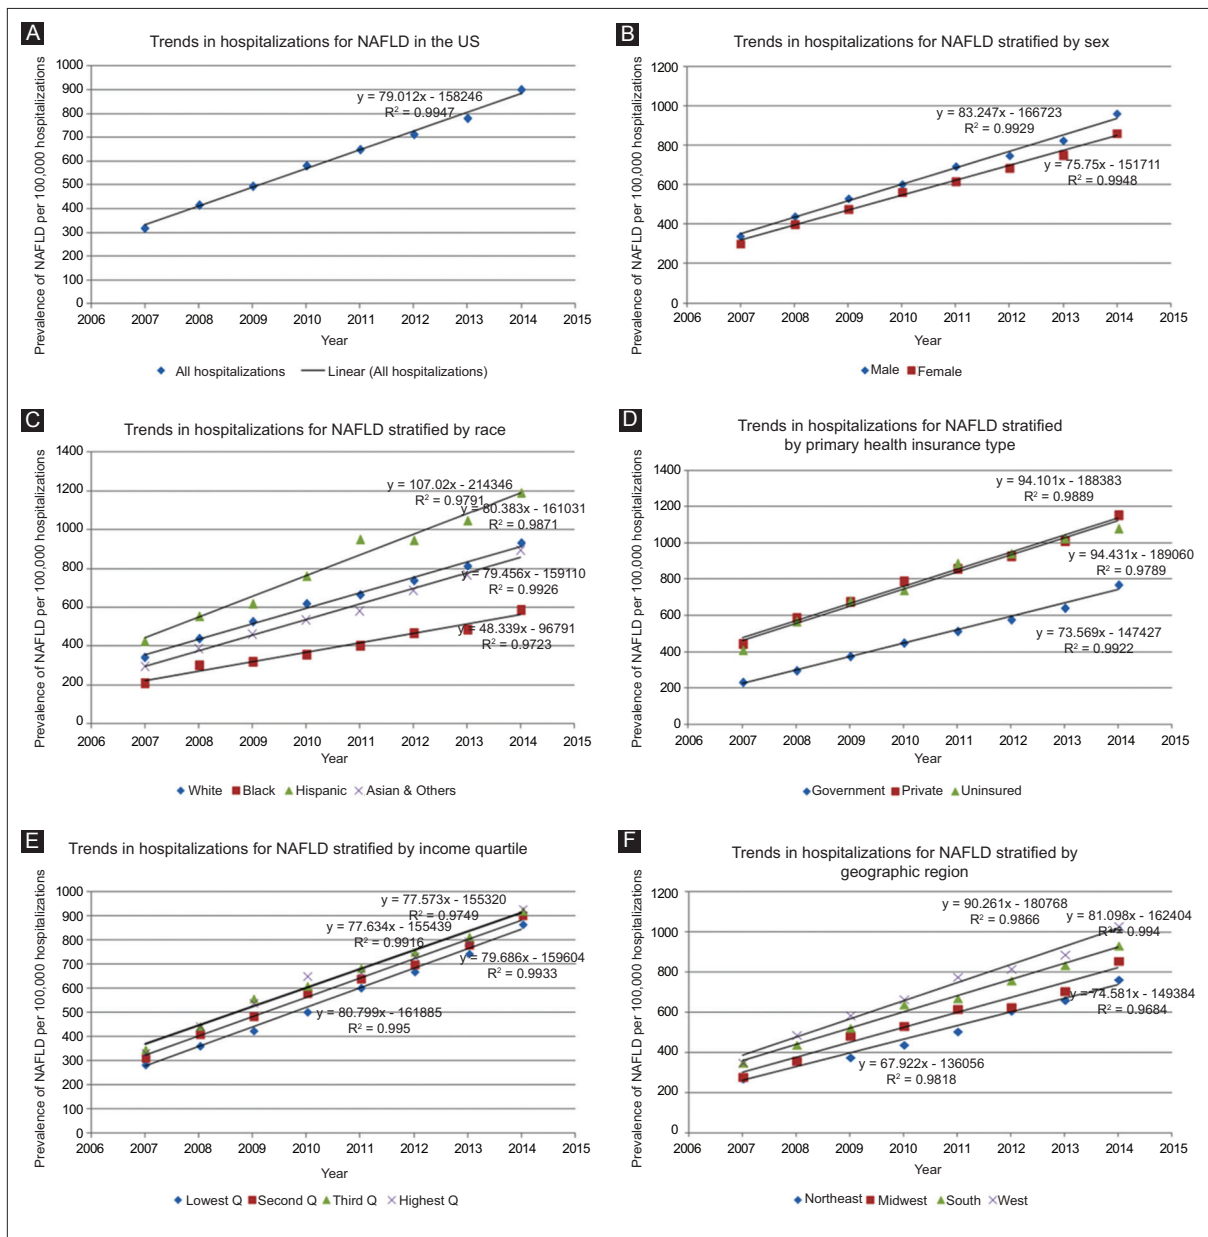 A
Trends in hospitalizations for NAFLD in the US
Prevalence of NAFLD per 100,000 hospitalizations
1000
900
800
700
600
500
400
300
200
100
0
y = 79.012x - 158246
R² = 0.9947
2006 2007 2008 2009 2010 2011 2012 2013 2014 2015
Year
All hospitalizations Linear (All hospitalizations)
B
Trends in hospitalizations for NAFLD stratified by sex
Prevalence of NAFLD per 100,000 hospitalizations
1200
1000
800
600
400
200
0
y = 83.247x - 166723
R² = 0.9929
y = 75.75x - 151711
R² = 0.9948
2006 2007 2008 2009 2010 2011 2012 2013 2014 2015
Year
Male Female
C
Trends in hospitalizations for NAFLD stratified by race
Prevalence of NAFLD per 100,000 hospitalizations
1400
1200
1000
800
600
400
200
0
y = 107.02x - 214346
R² = 0.9791
y = 80.383x - 161031
R² = 0.9871
y = 79.456x - 159110
R² = 0.9926
y = 48.339x - 96791
R² = 0.9723
2006 2007 2008 2009 2010 2011 2012 2013 2014 2015
Year
White Black Hispanic Asian & Others
D
Trends in hospitalizations for NAFLD stratified
by primary health insurance type
Prevalence of NAFLD per 100,000 hospitalizations
1400
1200
1000
800
600
400
200
0
y = 94.101x - 188383
R² = 0.9889
y = 94.431x - 189060
R² = 0.9789
y = 73.569x - 147427
R² = 0.9922
2006 2007 2008 2009 2010 2011 2012 2013 2014 2015
Year
Government Private Uninsured
E
Trends in hospitalizations for NAFLD stratified by income quartile
Prevalence of NAFLD per 100,000 hospitalizations
1000
900
800
700
600
500
400
300
200
100
0
y = 77.573x - 155320
R² = 0.9749
y = 77.634x - 155439
R² = 0.9916
y = 79.686x - 159604
R² = 0.9933
y = 80.799x - 161885
R² = 0.995
2006 2007 2008 2009 2010 2011 2012 2013 2014 2015
Year
Lowest Q Second Q Third Q Highest Q
F
Trends in hospitalizations for NAFLD stratified by
geographic region
Prevalence of NAFLD per 100,000 hospitalizations
1200
1000
800
600
400
200
0
y = 90.261x - 180768
R² = 0.9866
y = 81.098x - 162404
R² = 0.994
y = 74.581x - 149384
R² = 0.9684
y = 67.922x - 136056
R² = 0.9818
2006 2007 2008 2009 2010 2011 2012 2013 2014 2015
Year
Northeast Midwest South West